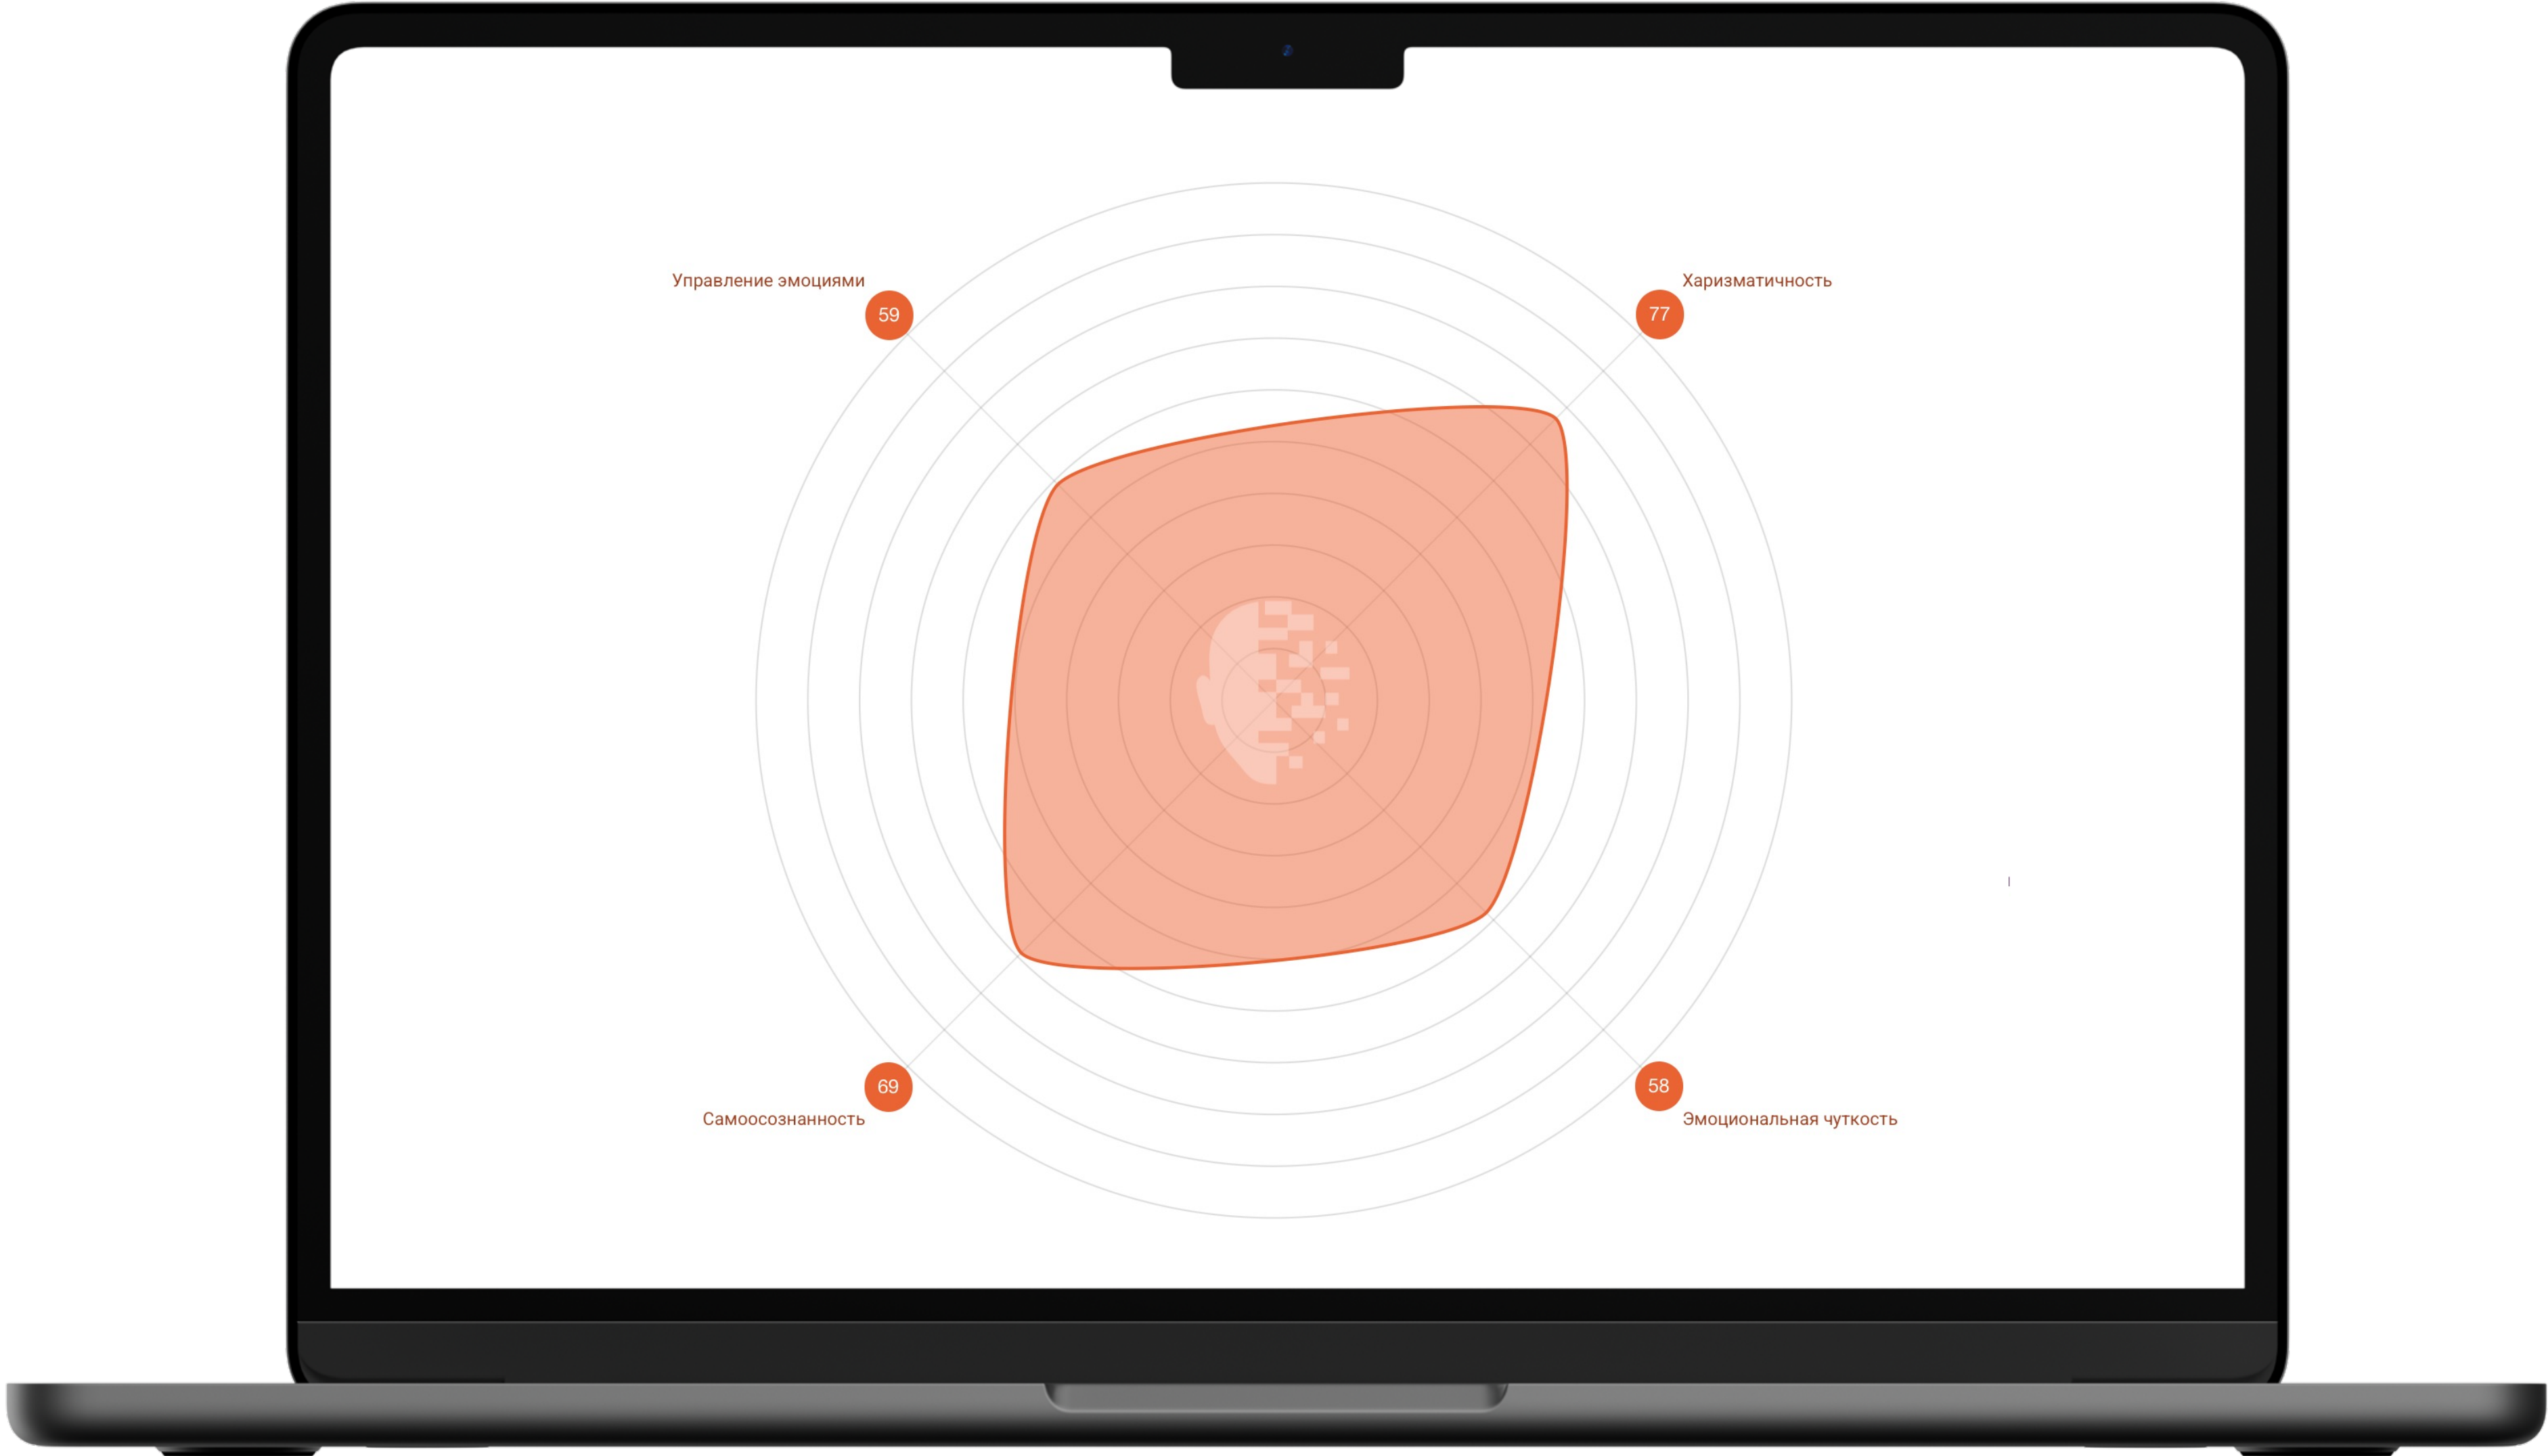 Управление эмоциями
59
Харизматичность
77
69
Самоосознанность
58
Эмоциональная чуткость